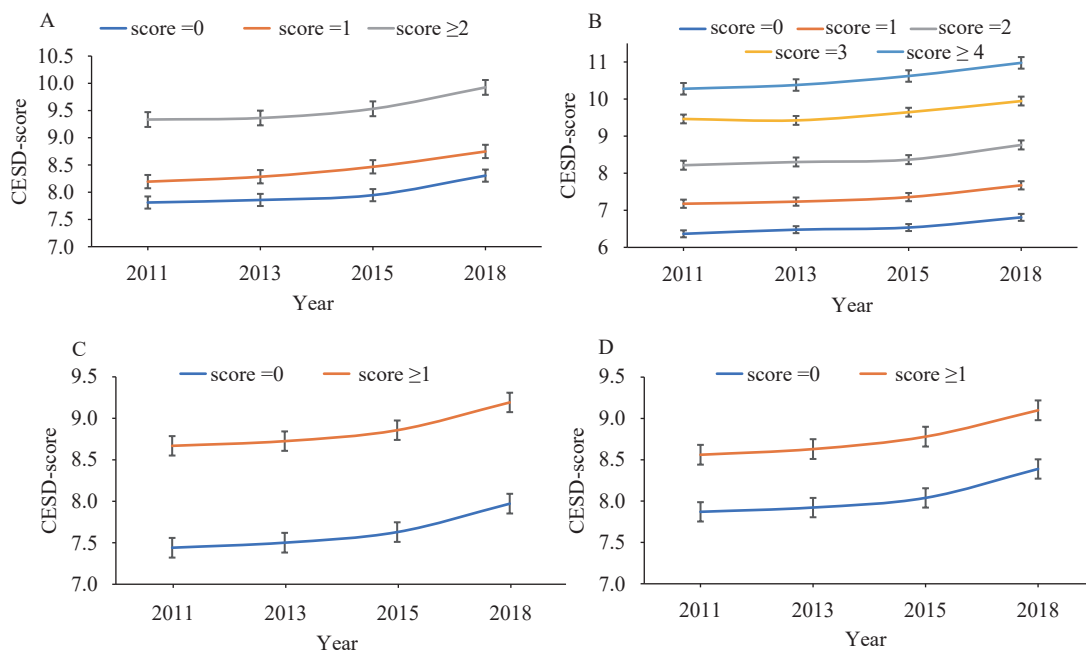 A
score =0 score =1 score ≥2
10.5
10.0
9.5
9.0
8.5
8.0
7.5
7.0
CESD-score
2011 2013 2015 2018
Year
B
score =0 score =1 score =2
score =3 score ≥ 4
11
10
9
8
7
6
CESD-score
2011 2013 2015 2018
Year
C
score =0 score ≥1
9.5
9.0
8.5
8.0
7.5
7.0
CESD-score
2011 2013 2015 2018
Year
D
score =0 score ≥1
9.5
9.0
8.5
8.0
7.5
7.0
CESD-score
2011 2013 2015 2018
Year